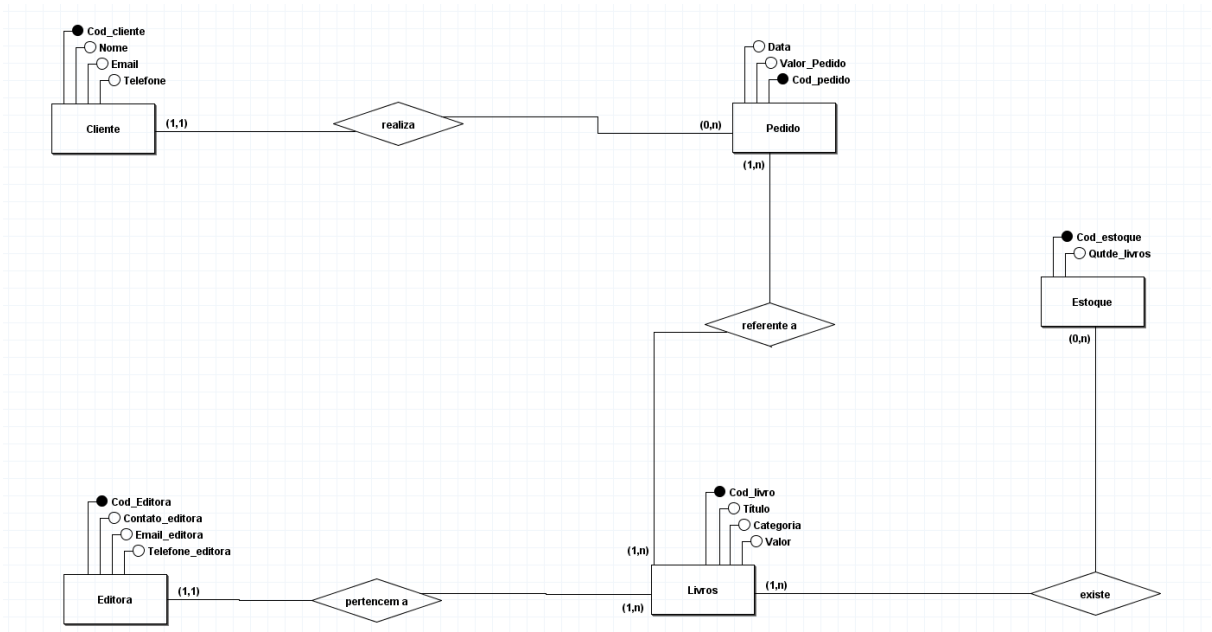 Cod_cliente
Nome
Email
Telefone
Cliente
(1,1)
realiza
(0,n)
Data
Valor_Pedido
Cod_pedido
Pedido
(1,n)
referente a
Cod_estoque
Qutde_livros
Estoque
(0,n)
Cod_Editora
Contato_editora
Email_editora
Telefone_editora
Editora
(1,1)
pertencem a
(1,n)
(1,n)
Cod_livro
Título
Categoria
Valor
Livros
(1,n)
existe